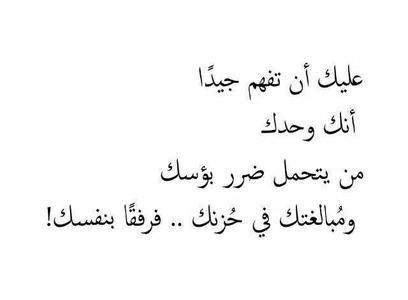 عليك أن تفهم جيدًا
أنك وحدك
من يتحمل ضرر بؤسك
ومُبالغتك في حُزنك .. فرفقًا بنفسك!